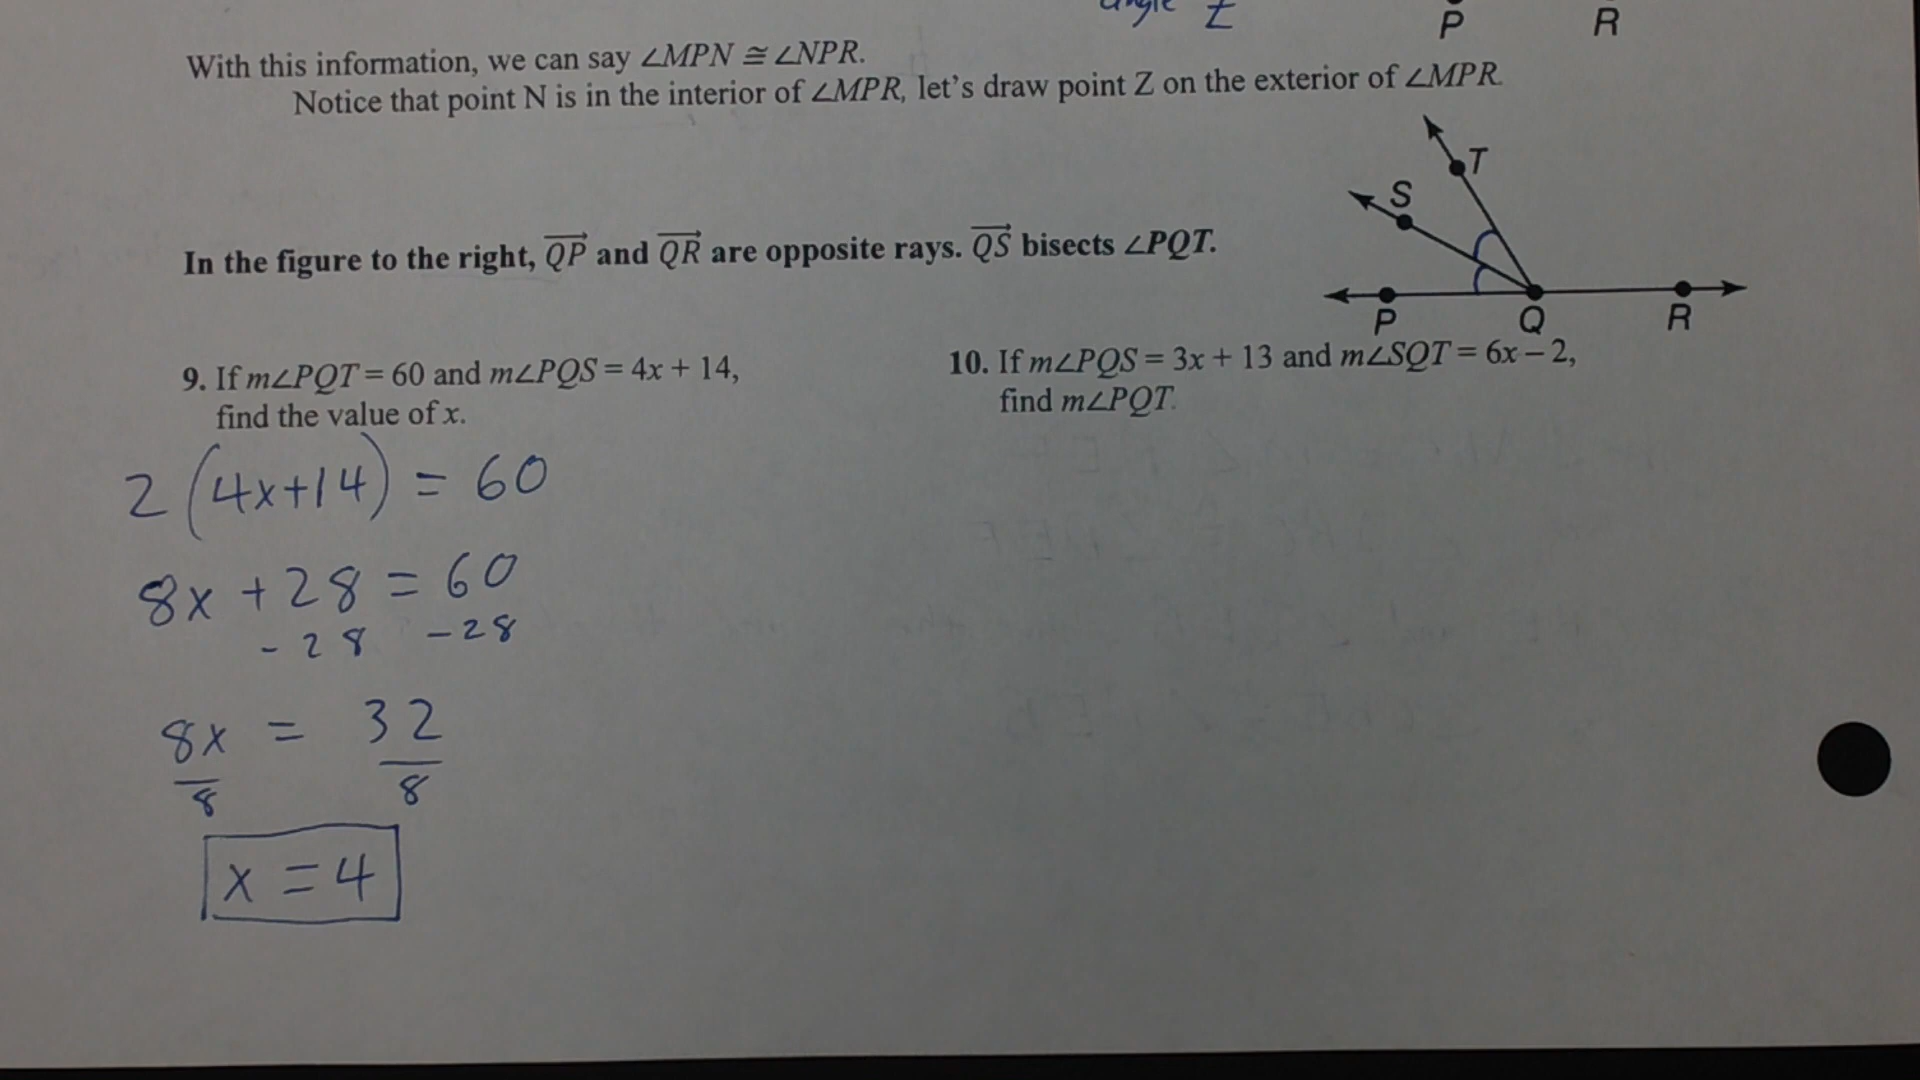 angle Z
P R
With this information, we can say ∠MPN ≅ ∠NPR.
Notice that point N is in the interior of ∠MPR, let's draw point Z on the exterior of ∠MPR.
T
S
In the figure to the right, QP and QR are opposite rays. QS bisects ∠PQT.
P Q R
9. If m∠PQT = 60 and m∠PQS = 4x + 14,
find the value of x.
10. If m∠PQS = 3x + 13 and m∠SQT = 6x – 2,
find m∠PQT.
2(4x+14) = 60
8x + 28 = 60
- 28 - 28
8x = 32
8 8
x = 4